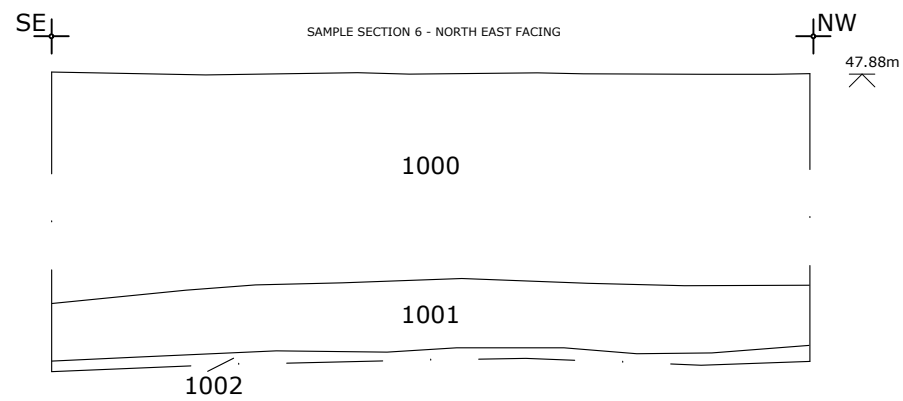 SE
SAMPLE SECTION 6 - NORTH EAST FACING
NW
47.88m
1000
1001
1002